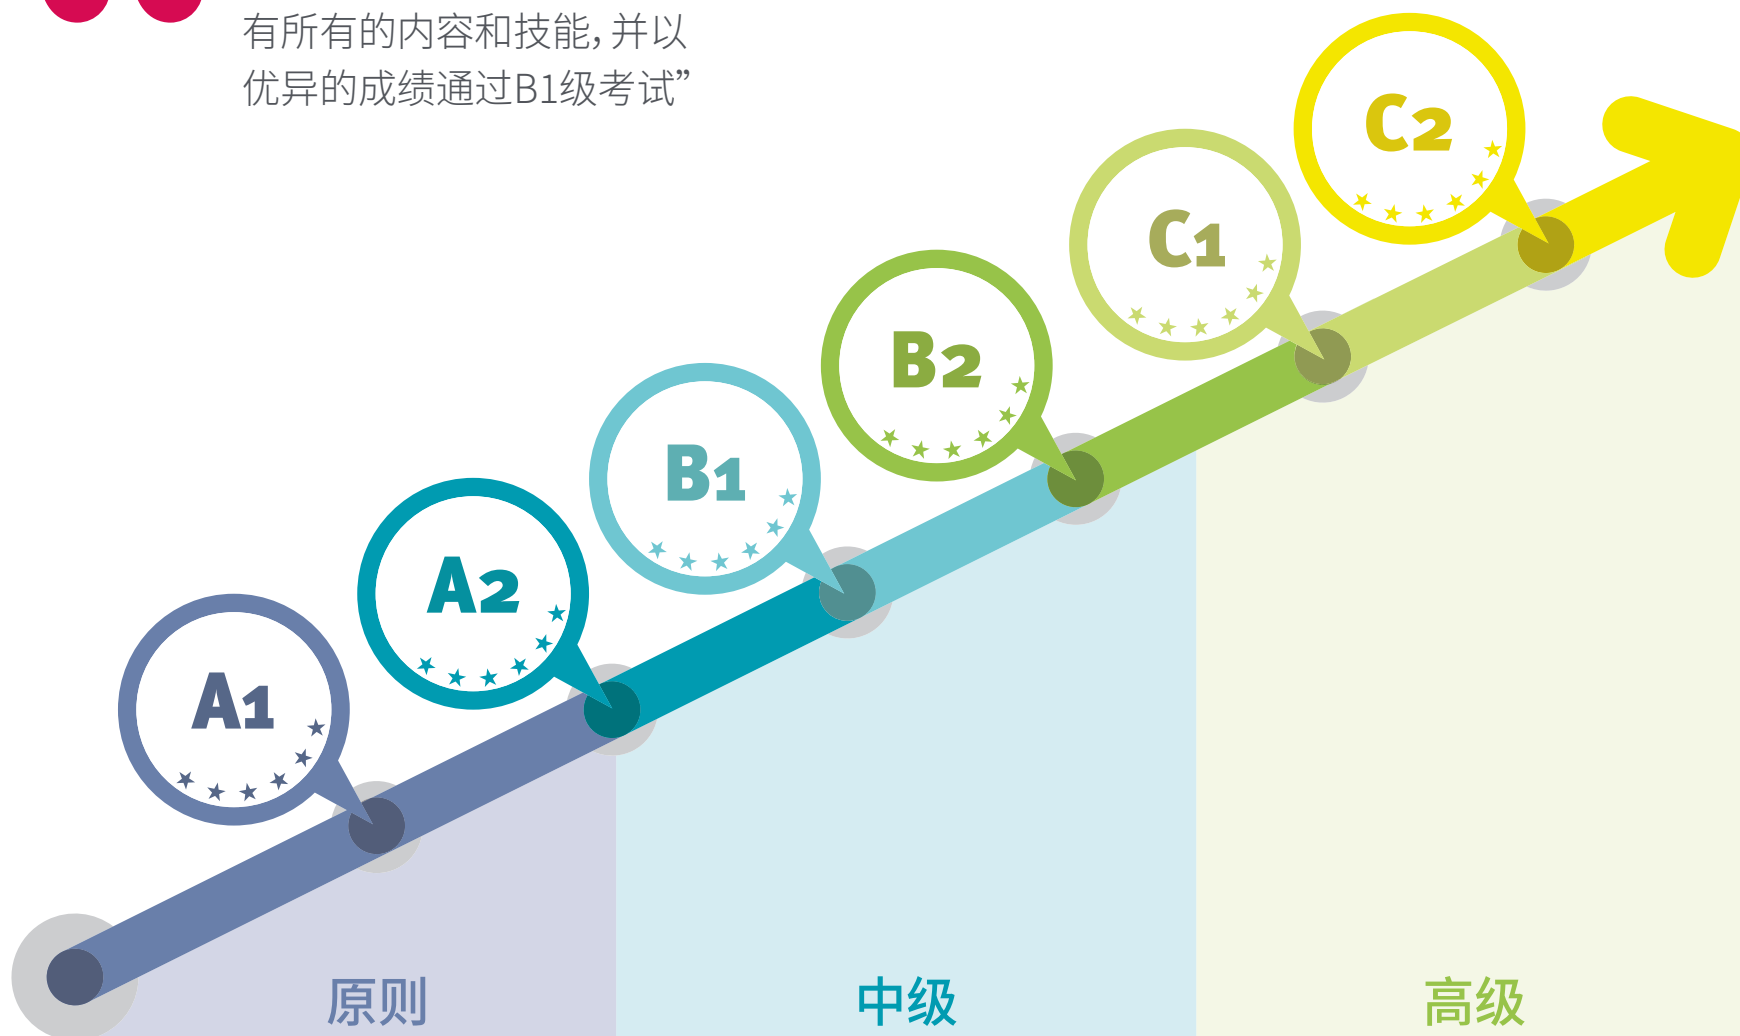 有所有的内容和技能，并以
优异的成绩通过B1级考试”
C2
C1
B2
B1
A2
A1
原则
中级
高级